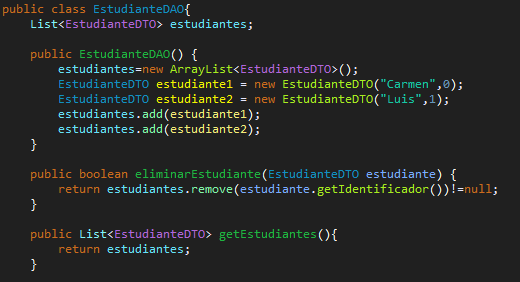 public class EstudianteDAO{
List<EstudianteDTO> estudiantes;
public EstudianteDAO() {
estudiantes=new ArrayList<EstudianteDTO>();
EstudianteDTO estudiante1 = new EstudianteDTO("Carmen",0);
EstudianteDTO estudiante2 = new EstudianteDTO("Luis",1);
estudiantes.add(estudiante1);
estudiantes.add(estudiante2);
}
public boolean eliminarEstudiante(EstudianteDTO estudiante) {
return estudiantes.remove(estudiante.getIdentificador())!=null;
}
public List<EstudianteDTO> getEstudiantes(){
return estudiantes;
}